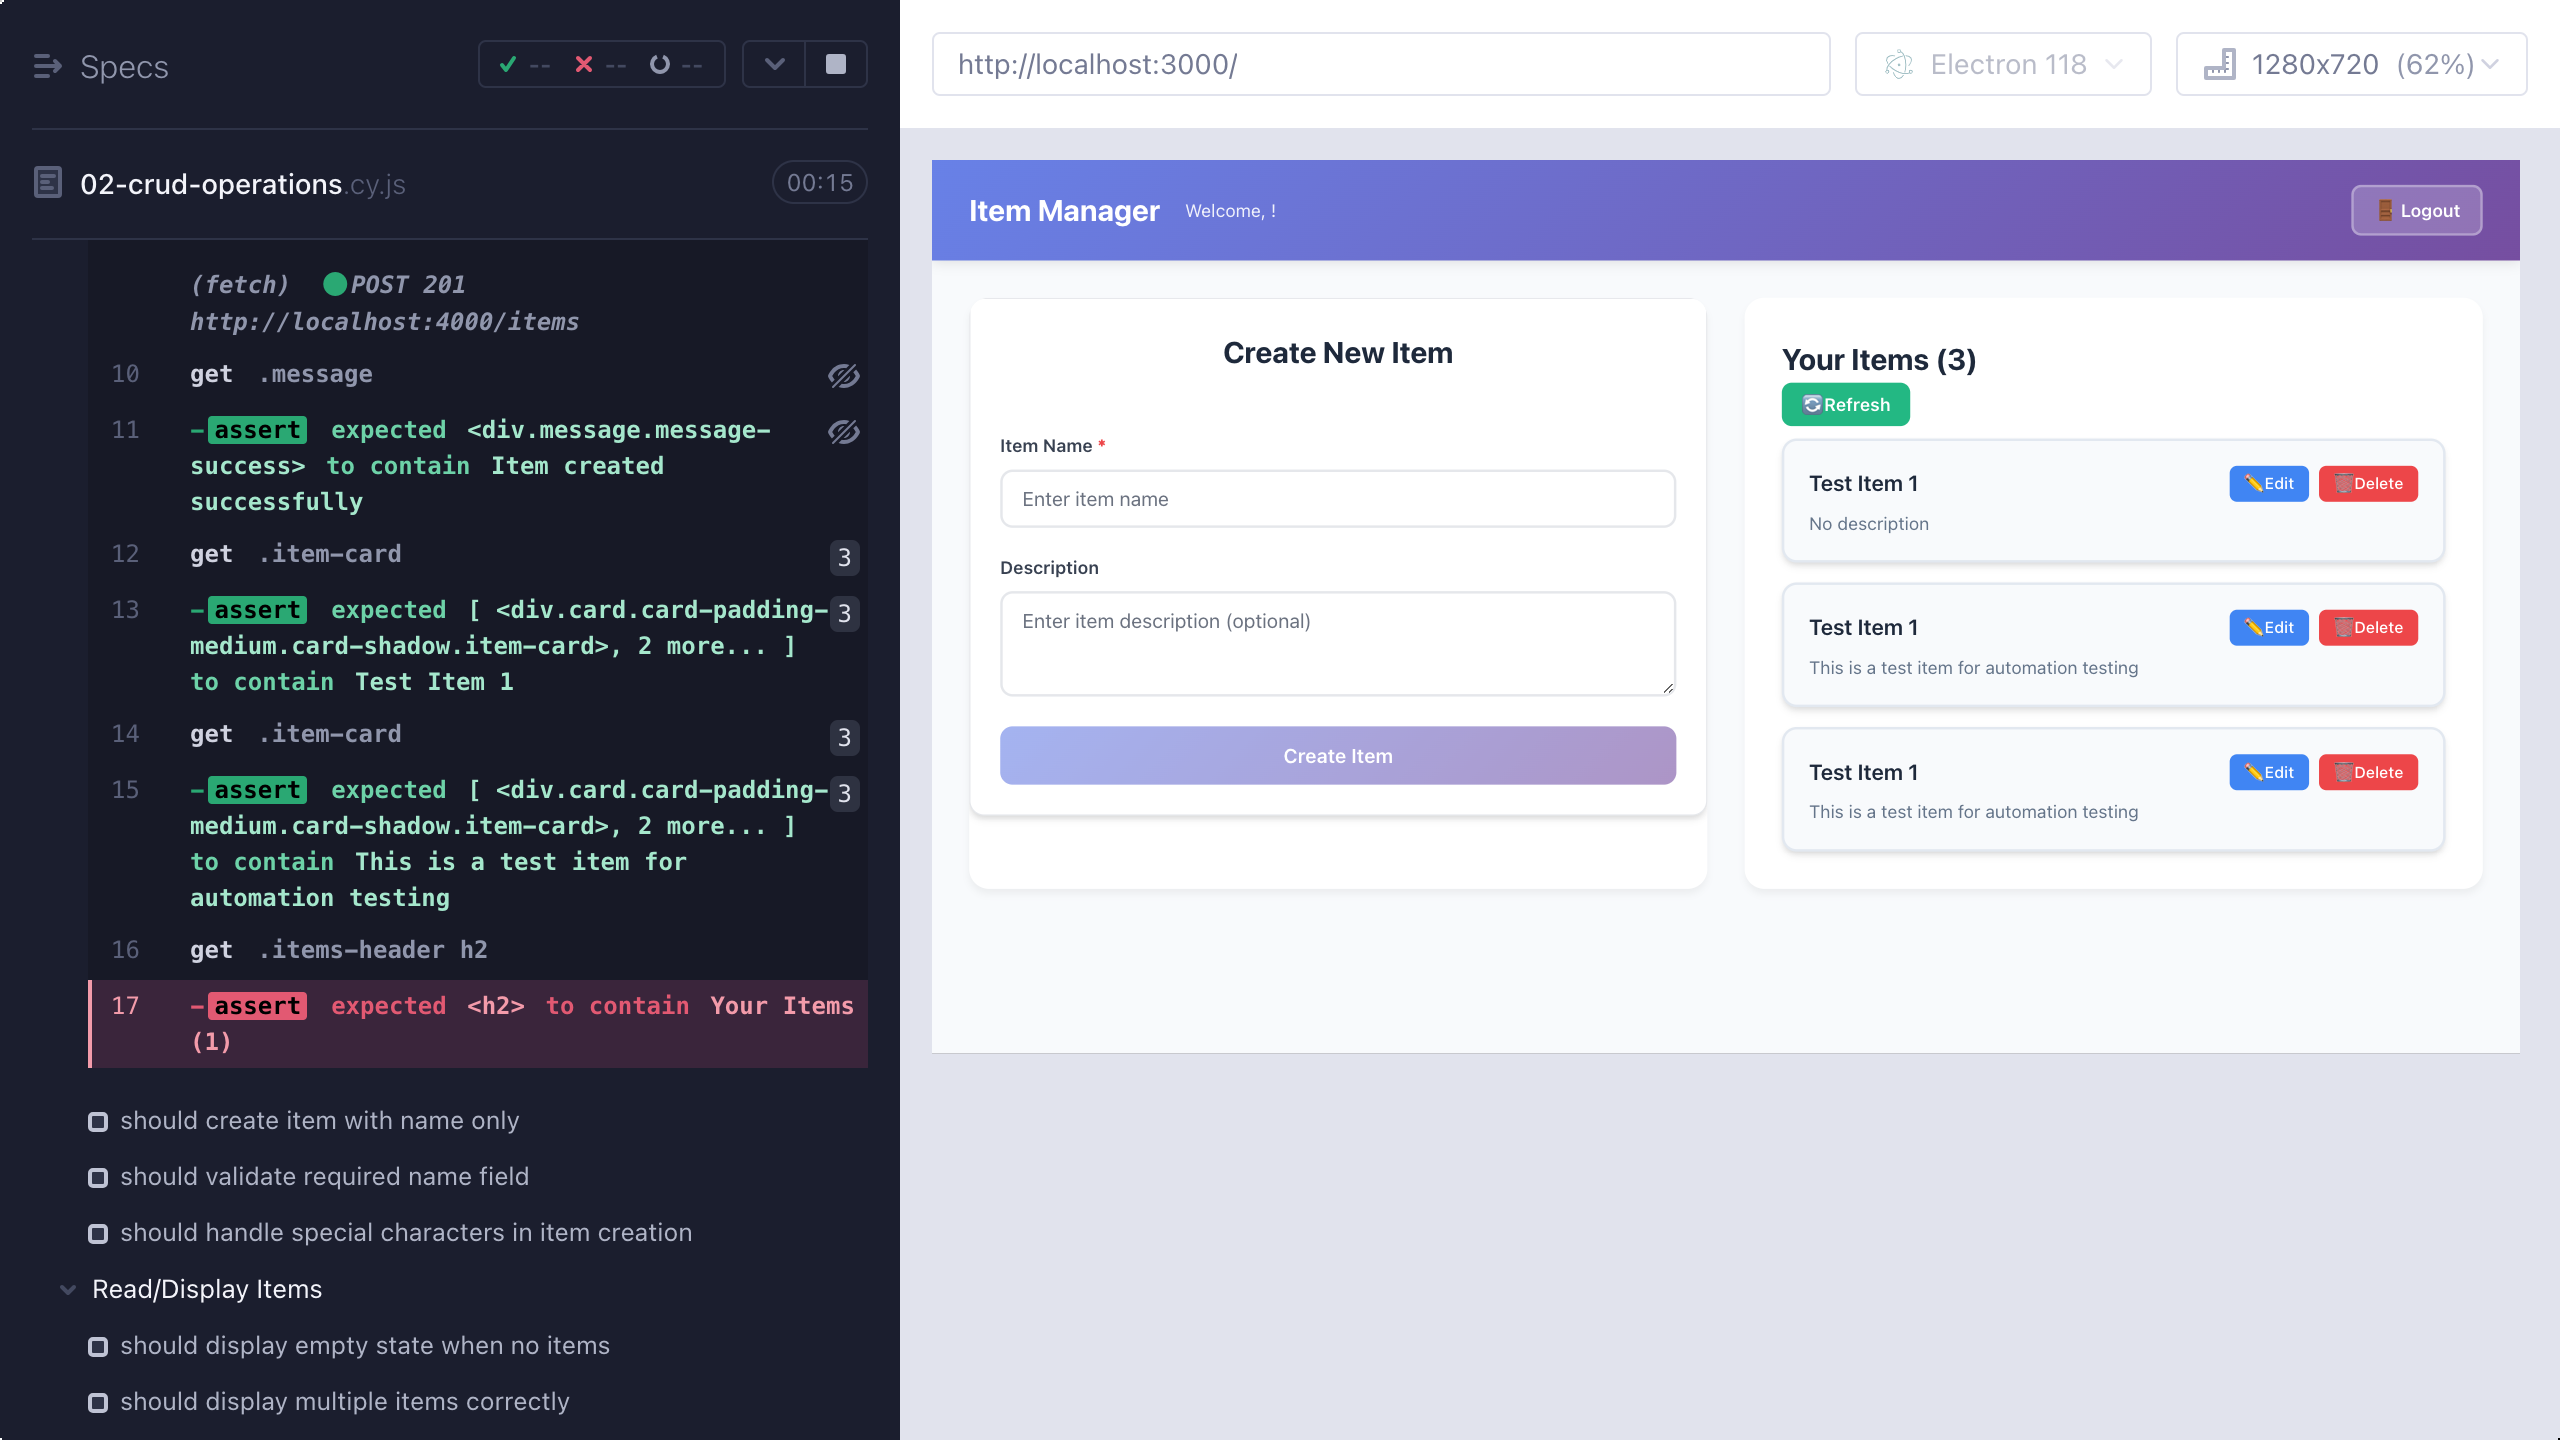 Specs
-- -- --
02-crud-operations.cy.js
00:15
(fetch) POST 201
http://localhost:4000/items
10 get .message
11 -assert expected <div.message.message-
success> to contain Item created
successfully
12 get .item-card 3
13 -assert expected [ <div.card.card-padding- 3
medium.card-shadow.item-card>, 2 more... ]
to contain Test Item 1
14 get .item-card 3
15 -assert expected [ <div.card.card-padding- 3
medium.card-shadow.item-card>, 2 more... ]
to contain This is a test item for
automation testing
16 get .items-header h2
17 -assert expected <h2> to contain Your Items
(1)
should create item with name only
should validate required name field
should handle special characters in item creation
Read/Display Items
should display empty state when no items
should display multiple items correctly
http://localhost:3000/
Electron 118
1280x720 (62%)
Item Manager
Welcome, !
Logout
Create New Item
Item Name *
Enter item name
Description
Enter item description (optional)
Create Item
Your Items (3)
Refresh
Test Item 1
Edit
Delete
No description
Test Item 1
Edit
Delete
This is a test item for automation testing
Test Item 1
Edit
Delete
This is a test item for automation testing